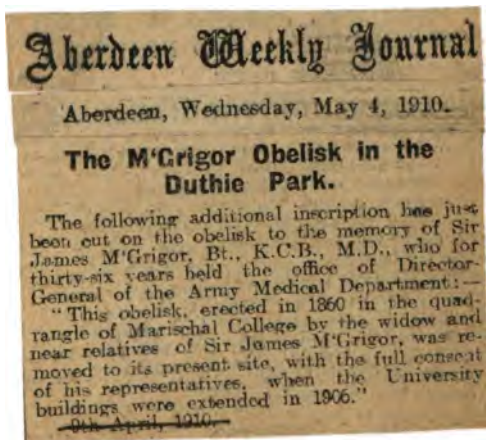 Aberdeen Weekly Journal
Aberdeen, Wednesday, May 4, 1910.
The M'Grigor Obelisk in the
Duthie Park.
The following additional inscription has just
been cut on the obelisk to the memory of Sir
James M'Grigor, Bt., K.C.B., M.D., who for
thirty-six years held the office of Director-
General of the Army Medical Department:—
"This obelisk, erected in 1860 in the quad-
rangle of Marischal College by the widow and
near relatives of Sir James M'Grigor, was re-
moved to its present site, with the full consent
of his representatives, when the University
buildings were extended in 1906."
9th April, 1910.